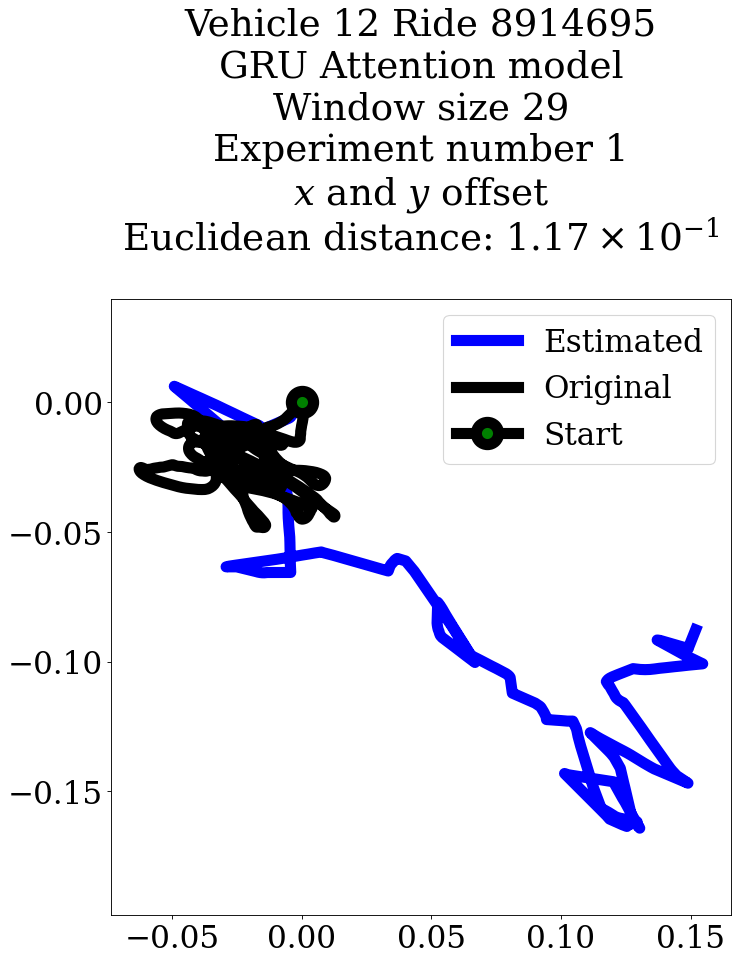 Vehicle 12 Ride 8914695
GRU Attention model
Window size 29
Experiment number 1
x and y offset
Euclidean distance: 1.17 × 10⁻¹
Estimated
Original
Start
0.00
−0.05
−0.10
−0.15
−0.05 0.00 0.05 0.10 0.15